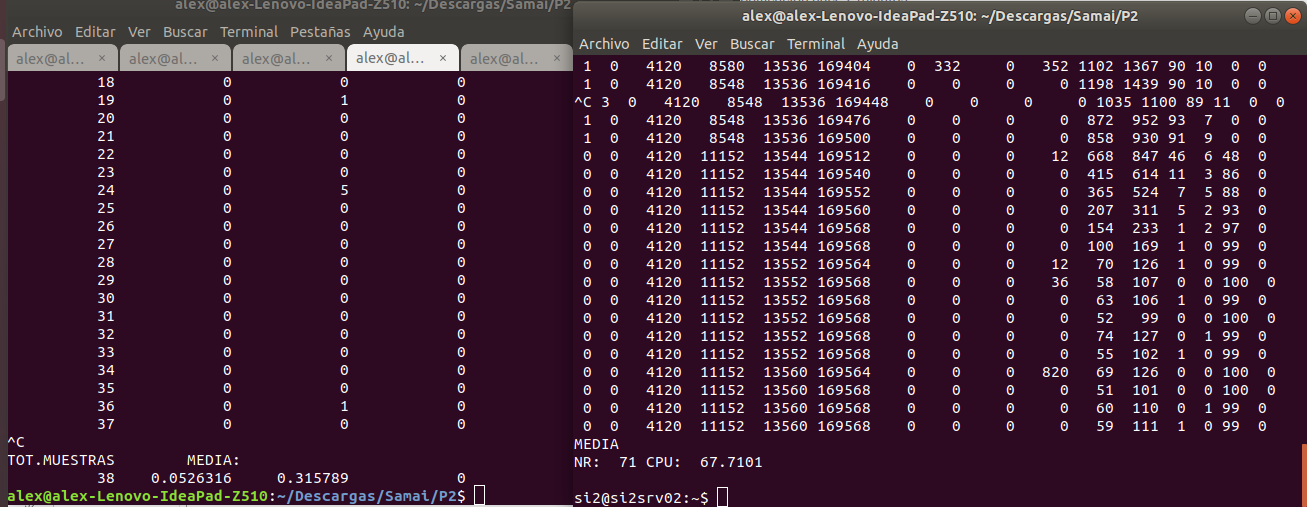 alex@alex-Lenovo-IdeaPad-Z510: ~/Descargas/Samai/P2
Archivo Editar Ver Buscar Terminal Pestañas Ayuda
alex@al... × alex@al... × alex@al... × alex@al... × alex@al... ×
18 0 0 0
19 0 1 0
20 0 0 0
21 0 0 0
22 0 0 0
23 0 0 0
24 0 5 0
25 0 0 0
26 0 0 0
27 0 0 0
28 0 0 0
29 0 0 0
30 0 0 0
31 0 0 0
32 0 0 0
33 0 0 0
34 0 0 0
35 0 0 0
36 0 1 0
37 0 0 0
^C
TOT.MUESTRAS MEDIA:
38 0.0526316 0.315789 0
alex@alex-Lenovo-IdeaPad-Z510:~/Descargas/Samai/P2$
alex@alex-Lenovo-IdeaPad-Z510: ~/Descargas/Samai/P2
Archivo Editar Ver Buscar Terminal Ayuda
1 0 4120 8580 13536 169404 0 332 0 352 1102 1367 90 10 0 0
1 0 4120 8548 13536 169416 0 0 0 0 1198 1439 90 10 0 0
^C 3 0 4120 8548 13536 169448 0 0 0 0 1035 1100 89 11 0 0
1 0 4120 8548 13536 169476 0 0 0 0 872 952 93 7 0 0
1 0 4120 8548 13536 169500 0 0 0 0 858 930 91 9 0 0
0 0 4120 11152 13544 169512 0 0 0 12 668 847 46 6 48 0
0 0 4120 11152 13544 169540 0 0 0 0 415 614 11 3 86 0
0 0 4120 11152 13544 169552 0 0 0 0 365 524 7 5 88 0
0 0 4120 11152 13544 169560 0 0 0 0 207 311 5 2 93 0
0 0 4120 11152 13544 169568 0 0 0 0 154 233 1 2 97 0
0 0 4120 11152 13544 169568 0 0 0 0 100 169 1 0 99 0
0 0 4120 11152 13552 169564 0 0 0 12 70 126 1 0 99 0
0 0 4120 11152 13552 169568 0 0 0 36 58 107 0 0 100 0
0 0 4120 11152 13552 169568 0 0 0 0 63 106 1 0 99 0
0 0 4120 11152 13552 169568 0 0 0 0 52 99 0 0 100 0
0 0 4120 11152 13552 169568 0 0 0 0 74 127 0 1 99 0
0 0 4120 11152 13552 169568 0 0 0 0 55 102 1 0 99 0
0 0 4120 11152 13560 169564 0 0 0 820 69 126 0 0 100 0
0 0 4120 11152 13560 169568 0 0 0 0 51 101 0 0 100 0
0 0 4120 11152 13560 169568 0 0 0 0 60 110 0 1 99 0
0 0 4120 11152 13560 169568 0 0 0 0 59 111 1 0 99 0
MEDIA
NR: 71 CPU: 67.7101
si2@si2srv02:~$